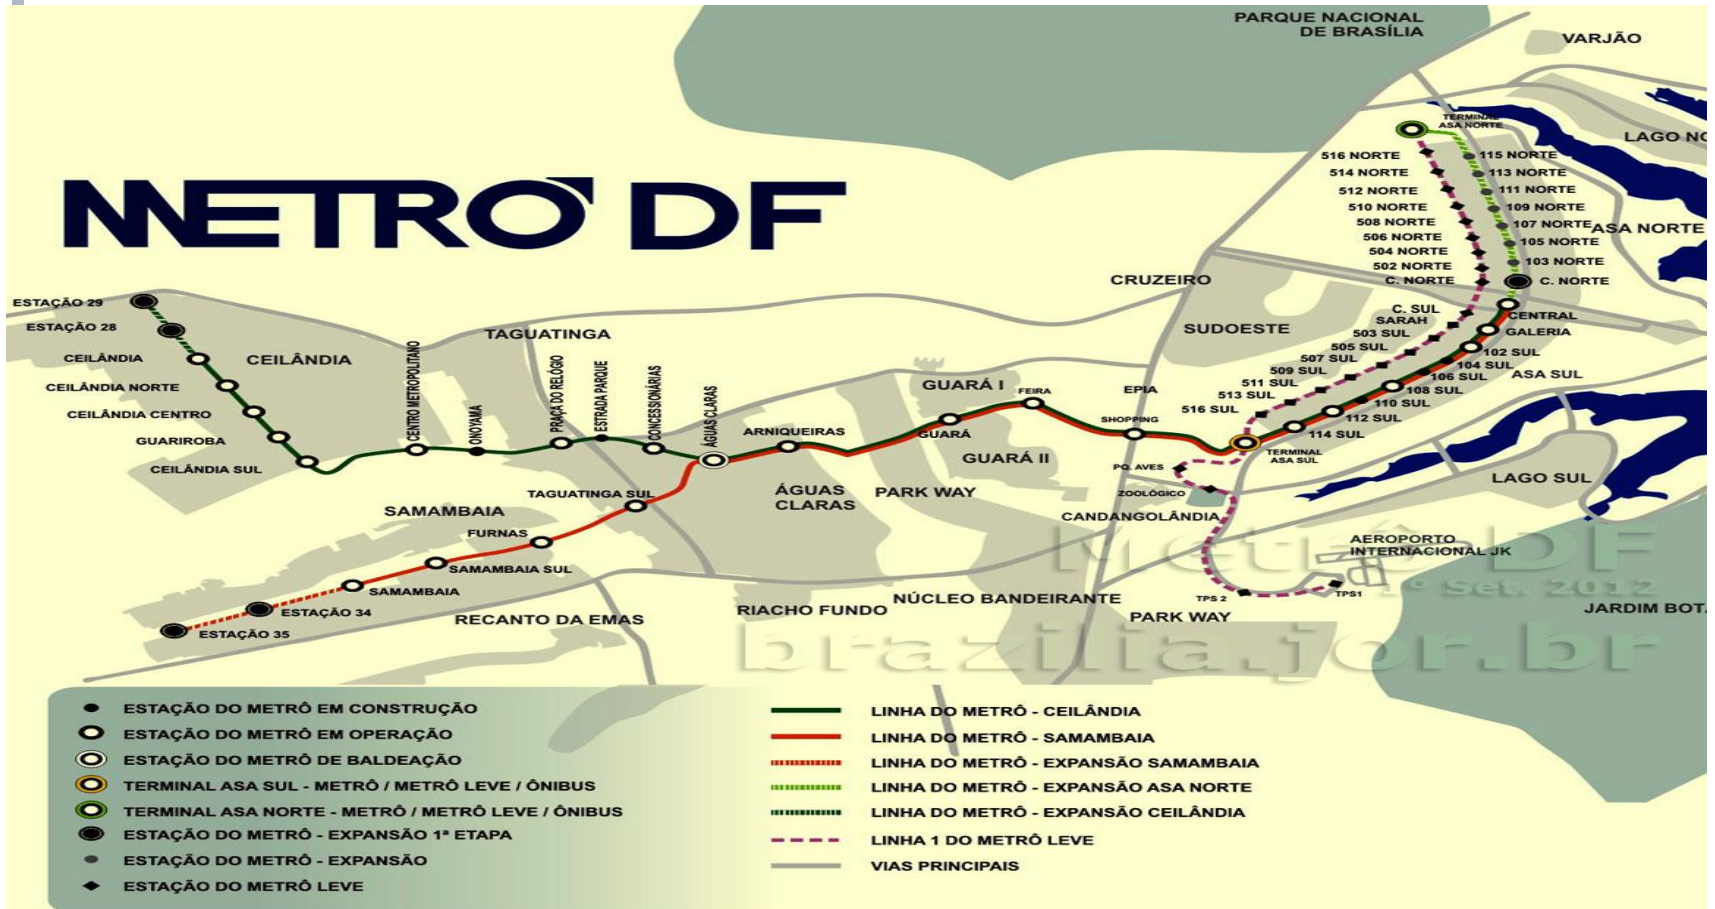 PARQUE NACIONAL
DE BRASÍLIA
VARJÃO
TERMINAL
ASA NORTE
516 NORTE
514 NORTE
512 NORTE
510 NORTE
508 NORTE
506 NORTE
504 NORTE
502 NORTE
C. NORTE
115 NORTE
113 NORTE
111 NORTE
109 NORTE
107 NORTE
105 NORTE
103 NORTE
C. NORTE
LAGO NO
ASA NORTE
METRÔ DF
CRUZEIRO
SUDOESTE
C. SUL
SARAH
503 SUL
505 SUL
507 SUL
509 SUL
511 SUL
513 SUL
516 SUL
CENTRAL
GALERIA
102 SUL
104 SUL
106 SUL
108 SUL
110 SUL
112 SUL
114 SUL
ASA SUL
TERMINAL
ASA SUL
ESTAÇÃO 29
ESTAÇÃO 28
CEILÂNDIA
CEILÂNDIA NORTE
CEILÂNDIA CENTRO
GUARIROBA
CEILÂNDIA SUL
CEILÂNDIA
TAGUATINGA
CENTRO METROPOLITANO
ONOYAMA
PRAÇA DO RELÓGIO
ESTRADA PARQUE
CONCESSIONÁRIAS
ÁGUAS CLARAS
ARNIQUEIRAS
GUARÁ I
FEIRA
GUARÁ
GUARÁ II
EPIA
SHOPPING
PQ. AVES
ZOOLÓGICO
CANDANGOLÂNDIA
LAGO SUL
ÁGUAS
CLARAS
PARK WAY
TAGUATINGA SUL
SAMAMBAIA
FURNAS
SAMAMBAIA SUL
SAMAMBAIA
ESTAÇÃO 34
ESTAÇÃO 35
RECANTO DA EMAS
RIACHO FUNDO
NÚCLEO BANDEIRANTE
PARK WAY
AEROPORTO
INTERNACIONAL JK
TPS 2
TPS1
JARDIM BOT
Metrô DF
1º Set. 2012
brazilia.jor.br
ESTAÇÃO DO METRÔ EM CONSTRUÇÃO
ESTAÇÃO DO METRÔ EM OPERAÇÃO
ESTAÇÃO DO METRÔ DE BALDEAÇÃO
TERMINAL ASA SUL - METRÔ / METRÔ LEVE / ÔNIBUS
TERMINAL ASA NORTE - METRÔ / METRÔ LEVE / ÔNIBUS
ESTAÇÃO DO METRÔ - EXPANSÃO 1ª ETAPA
ESTAÇÃO DO METRÔ - EXPANSÃO
ESTAÇÃO DO METRÔ LEVE
LINHA DO METRÔ - CEILÂNDIA
LINHA DO METRÔ - SAMAMBAIA
LINHA DO METRÔ - EXPANSÃO SAMAMBAIA
LINHA DO METRÔ - EXPANSÃO ASA NORTE
LINHA DO METRÔ - EXPANSÃO CEILÂNDIA
LINHA 1 DO METRÔ LEVE
VIAS PRINCIPAIS